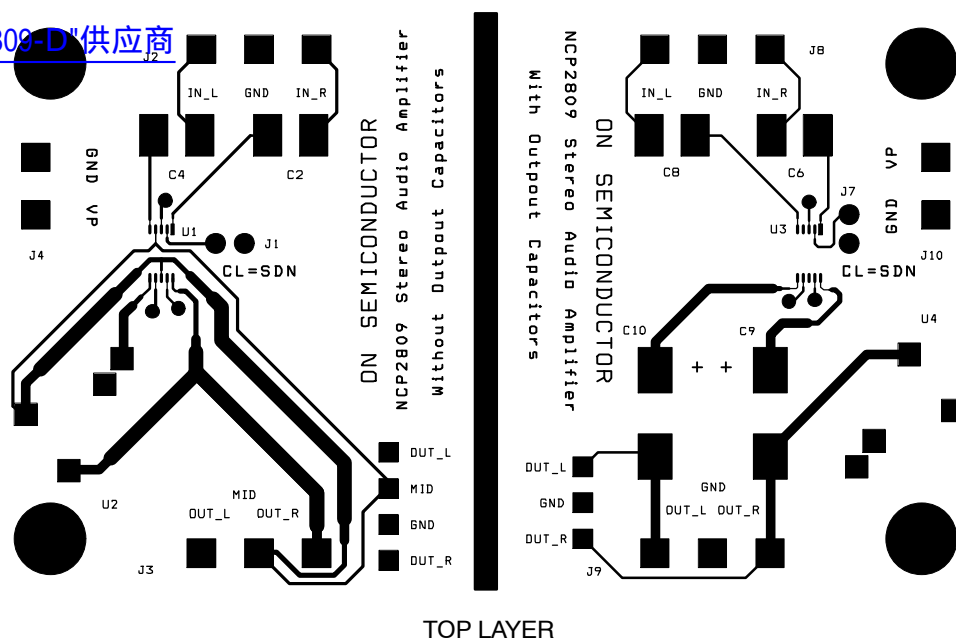 809-D"供应商
J2
IN_L GND IN_R
C4
C2
GND VP
J4
U1
J1
CL=SDN
ON SEMICONDUCTOR
NCP2809 Stereo Audio Amplifier
Without Output Capacitors
U2
MID
OUT_L OUT_R
J3
OUT_L
MID
GND
OUT_R
With Output Capacitors
NCP2809 Stereo Audio Amplifier
ON SEMICONDUCTOR
J8
IN_L GND IN_R
C8
C6
VP
GND
J7
J10
U3
CL=SDN
C10
C9
U4
+ +
OUT_L
GND
OUT_R
GND
OUT_L OUT_R
J9
TOP LAYER